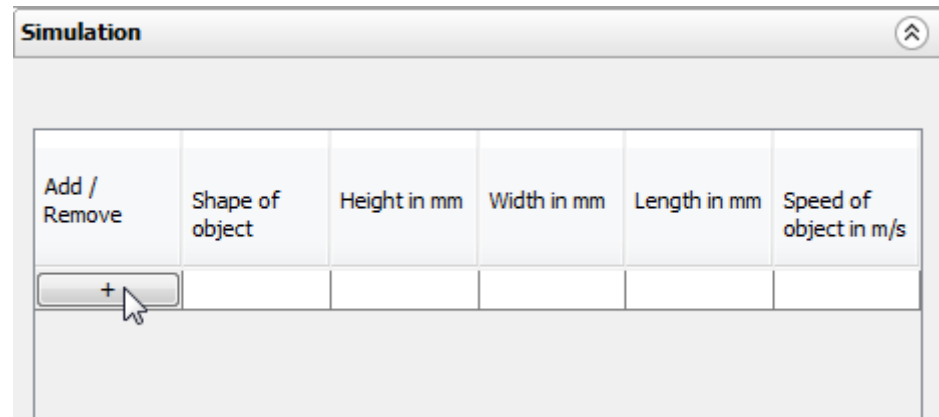 Simulation
Add /
Remove
Shape of
object
Height in mm
Width in mm
Length in mm
Speed of
object in m/s
+